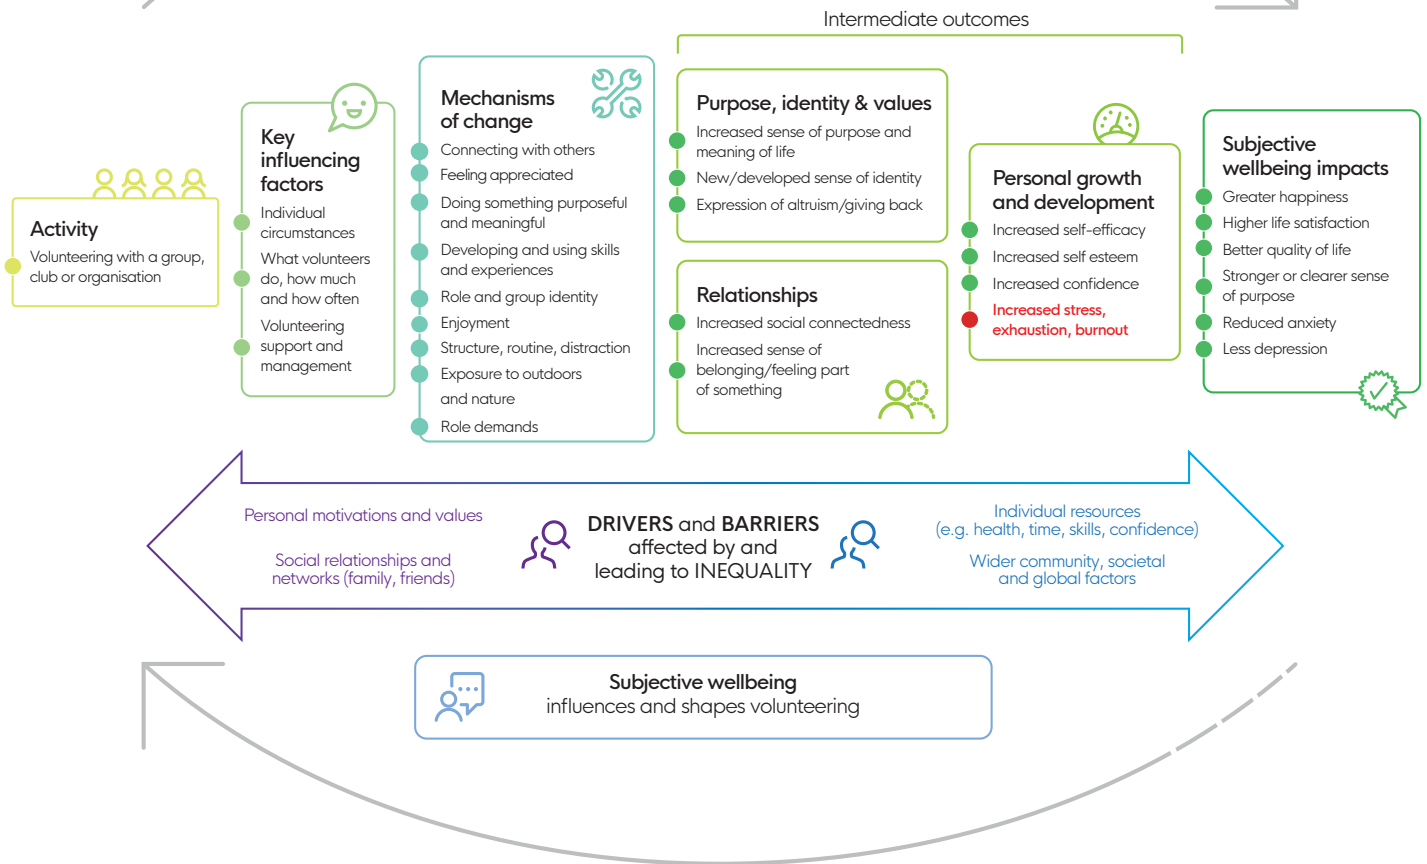 Intermediate outcomes
Activity
Volunteering with a group,
club or organisation
Key
influencing
factors
Individual
circumstances
What volunteers
do, how much
and how often
Volunteering
support and
management
Mechanisms
of change
Connecting with others
Feeling appreciated
Doing something purposeful
and meaningful
Developing and using skills
and experiences
Role and group identity
Enjoyment
Structure, routine, distraction
Exposure to outdoors
and nature
Role demands
Purpose, identity & values
Increased sense of purpose and
meaning of life
New/developed sense of identity
Expression of altruism/giving back
Relationships
Increased social connectedness
Increased sense of
belonging/feeling part
of something
Personal growth
and development
Increased self-efficacy
Increased self esteem
Increased confidence
Increased stress,
exhaustion, burnout
Subjective
wellbeing impacts
Greater happiness
Higher life satisfaction
Better quality of life
Stronger or clearer sense
of purpose
Reduced anxiety
Less depression
Personal motivations and values
Social relationships and
networks (family, friends)
DRIVERS and BARRIERS
affected by and
leading to INEQUALITY
Individual resources
(e.g. health, time, skills, confidence)
Wider community, societal
and global factors
Subjective wellbeing
influences and shapes volunteering